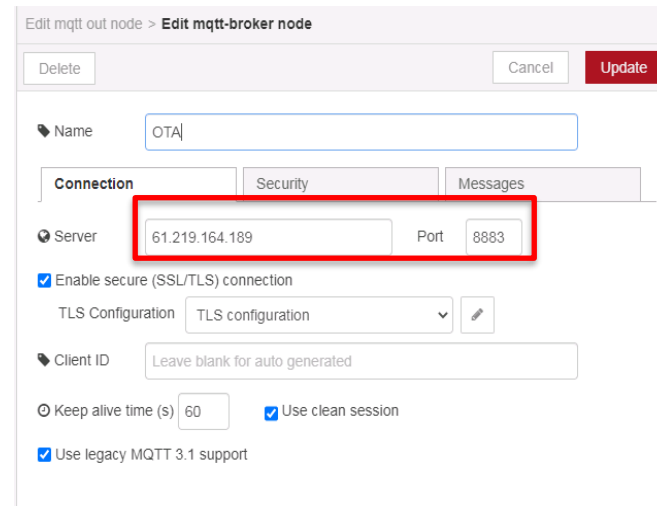 Edit mqtt out node > Edit mqtt-broker node
Delete Cancel Update
Name OTA
Connection Security Messages
Server 61.219.164.189 Port 8883
Enable secure (SSL/TLS) connection
TLS Configuration TLS configuration
Client ID Leave blank for auto generated
Keep alive time (s) 60 Use clean session
Use legacy MQTT 3.1 support